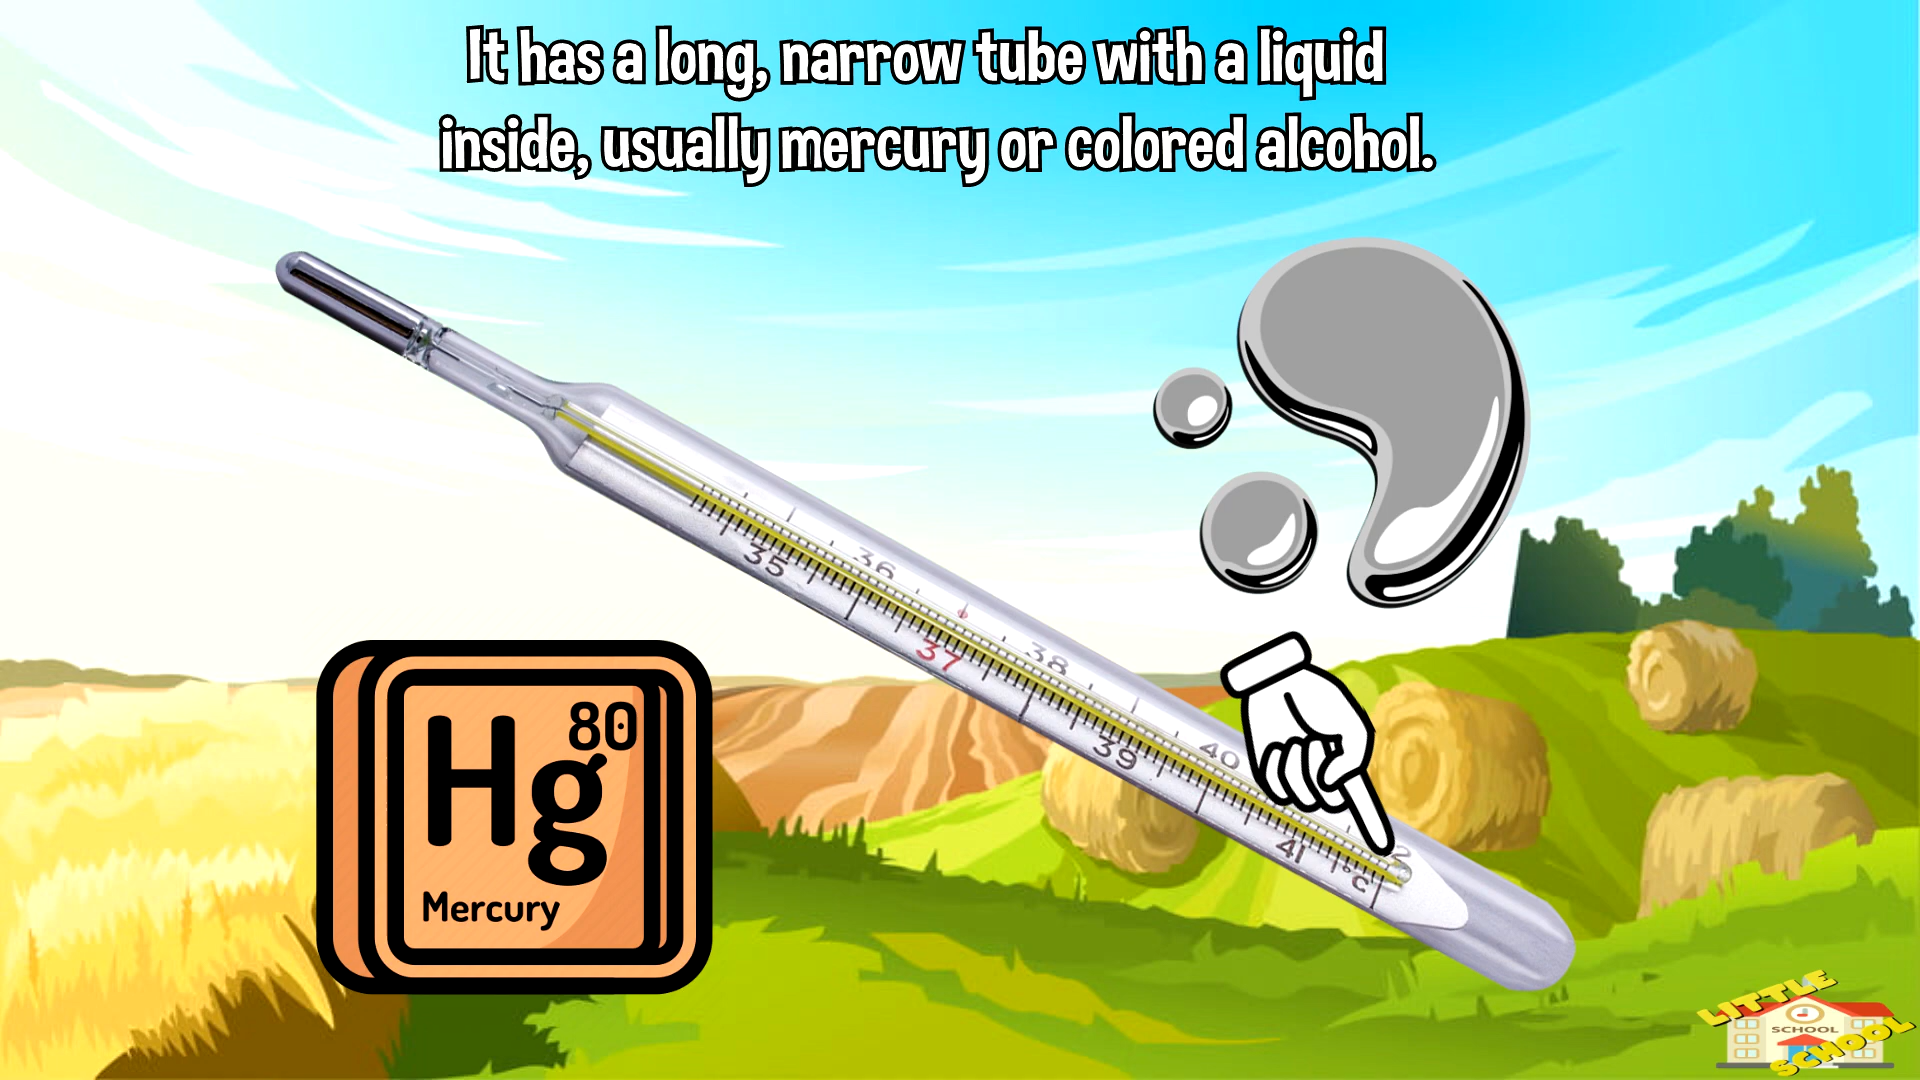 It has a long, narrow tube with a liquid
inside, usually mercury or colored alcohol.
35
36
37
38
39
40
41
°C
80
Hg
Mercury
LITTLE
SCHOOL
SCHOOL